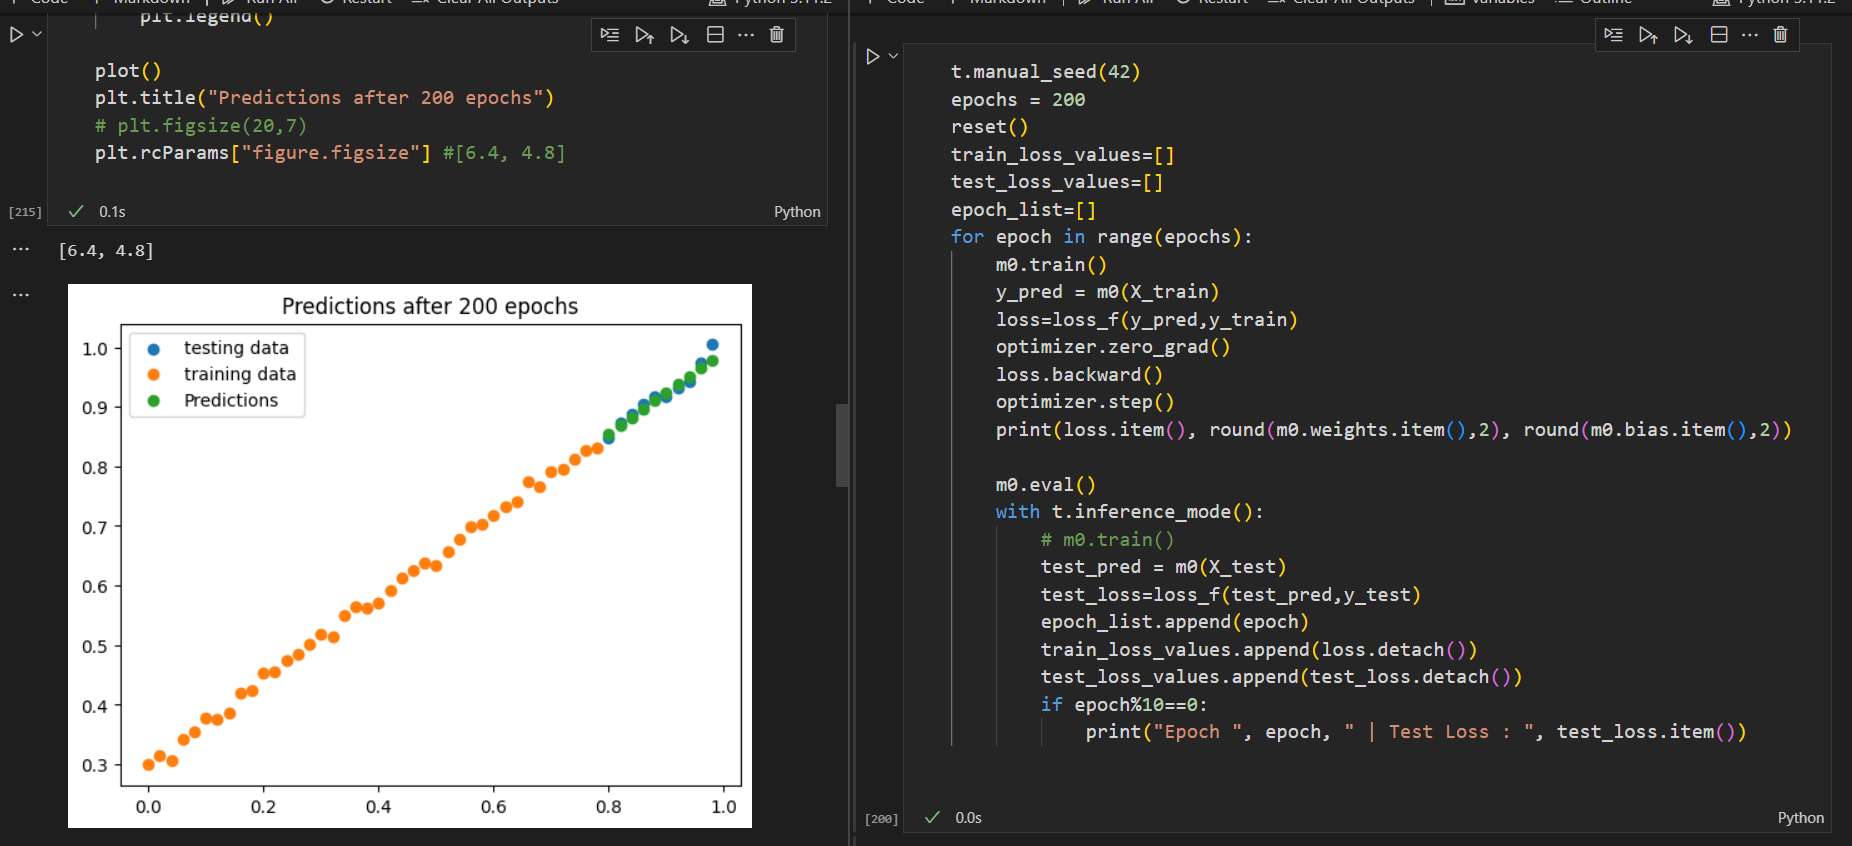 Code
Markdown
Run All
Restart
Clear All Outputs
Python 3.11.2
plt.legend()
plot()
plt.title("Predictions after 200 epochs")
# plt.figsize(20,7)
plt.rcParams["figure.figsize"] #[6.4, 4.8]
[215]
0.1s
Python
[6.4, 4.8]
Predictions after 200 epochs
testing data
training data
Predictions
1.0
0.9
0.8
0.7
0.6
0.5
0.4
0.3
0.0
0.2
0.4
0.6
0.8
1.0
Code
Markdown
Run All
Restart
Clear All Outputs
Variables
Outline
Python 3.11.2
t.manual_seed(42)
epochs = 200
reset()
train_loss_values=[]
test_loss_values=[]
epoch_list=[]
for epoch in range(epochs):
m0.train()
y_pred = m0(X_train)
loss=loss_f(y_pred,y_train)
optimizer.zero_grad()
loss.backward()
optimizer.step()
print(loss.item(), round(m0.weights.item(),2), round(m0.bias.item(),2))
m0.eval()
with t.inference_mode():
# m0.train()
test_pred = m0(X_test)
test_loss=loss_f(test_pred,y_test)
epoch_list.append(epoch)
train_loss_values.append(loss.detach())
test_loss_values.append(test_loss.detach())
if epoch%10==0:
print("Epoch ", epoch, " | Test Loss : ", test_loss.item())
[200]
0.0s
Python